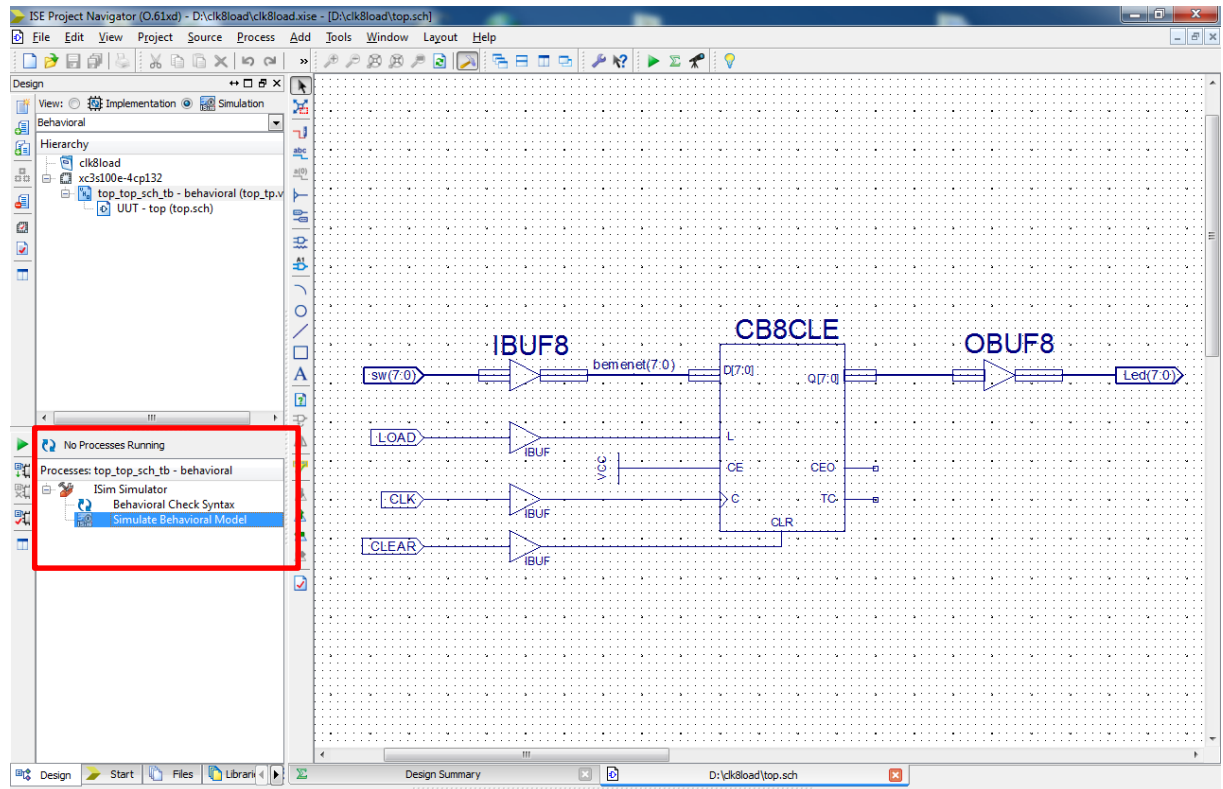 ISE Project Navigator (O.61xd) - D:\clk8load\clk8load.xise - [D:\clk8load\top.sch]
File Edit View Project Source Process Add Tools Window Layout Help
Design
View: Implementation Simulation
Behavioral
Hierarchy
clk8load
xc3s100e-4cp132
top_top_sch_tb - behavioral (top_tp.v
UUT - top (top.sch)
No Processes Running
Processes: top_top_sch_tb - behavioral
ISim Simulator
Behavioral Check Syntax
Simulate Behavioral Model
abc
a(0)
A1
A
IBUF8
CB8CLE
OBUF8
sw(7:0)
bemenet(7:0)
D[7:0]
Q[7:0]
Led(7:0)
LOAD
IBUF
L
VCC
CE
CEO
CLK
IBUF
C
TC
CLR
CLEAR
IBUF
Design Start Files Librari
Design Summary
D:\clk8load\top.sch